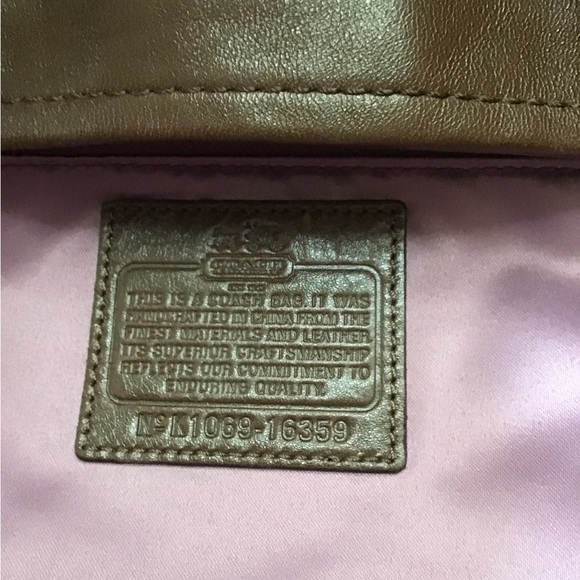 COACH
THIS IS A COACH BAG. IT WAS
HANDCRAFTED IN CHINA FROM THE
FINEST MATERIALS AND LEATHER.
ITS SUPERIOR CRAFTSMANSHIP
REFLECTS OUR COMMITMENT TO
ENDURING QUALITY.
Nº K1069-16359